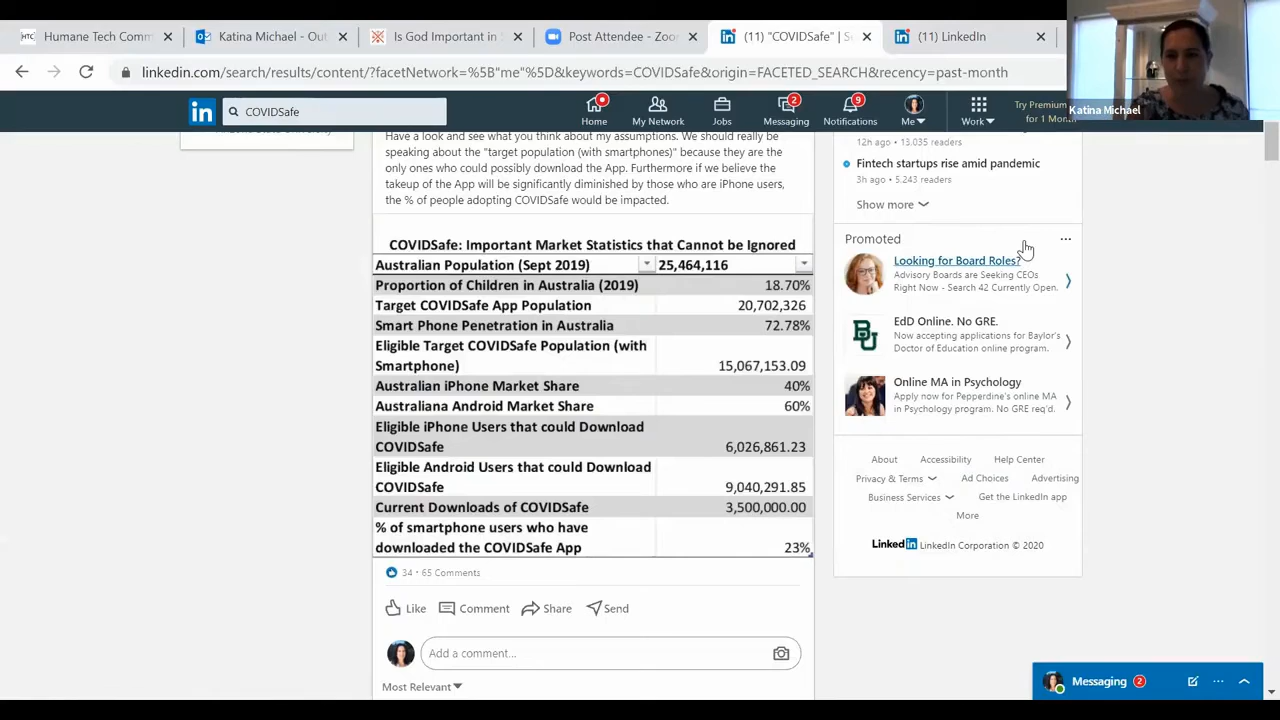 HTC Humane Tech Comm
Katina Michael - Out
Is God Important in
Post Attendee - Zoo
(11) "COVIDSafe" | Se
(11) LinkedIn
linkedin.com/search/results/content/?facetNetwork=%5B"me"%5D&keywords=COVIDSafe&origin=FACETED_SEARCH&recency=past-month
Katina Michael
in
COVIDSafe
Home
My Network
Jobs
2
Messaging
9
Notifications
Me
Work
Try Premium
for 1 Month
Have a look and see what you think about my assumptions. We should really be
speaking about the "target population (with smartphones)" because they are the
only ones who could possibly download the App. Furthermore if we believe the
takeup of the App will be significantly diminished by those who are iPhone users,
the % of people adopting COVIDSafe would be impacted.
COVIDSafe: Important Market Statistics that Cannot be Ignored
Australian Population (Sept 2019) 25,464,116
Proportion of Children in Australia (2019) 18.70%
Target COVIDSafe App Population 20,702,326
Smart Phone Penetration in Australia 72.78%
Eligible Target COVIDSafe Population (with
Smartphone) 15,067,153.09
Australian iPhone Market Share 40%
Australiana Android Market Share 60%
Eligible iPhone Users that could Download
COVIDSafe 6,026,861.23
Eligible Android Users that could Download
COVIDSafe 9,040,291.85
Current Downloads of COVIDSafe 3,500,000.00
% of smartphone users who have
downloaded the COVIDSafe App 23%
34 • 65 Comments
Like Comment Share Send
Add a comment...
Most Relevant
12h ago • 13,035 readers
Fintech startups rise amid pandemic
3h ago • 5,243 readers
Show more
Promoted
Looking for Board Roles?
Advisory Boards are Seeking CEOs
Right Now - Search 42 Currently Open.
EdD Online. No GRE.
Now accepting applications for Baylor's
Doctor of Education online program.
Online MA in Psychology
Apply now for Pepperdine's online MA
in Psychology program. No GRE req'd.
About Accessibility Help Center
Privacy & Terms Ad Choices Advertising
Business Services Get the LinkedIn app
More
LinkedIn LinkedIn Corporation © 2020
Messaging 2